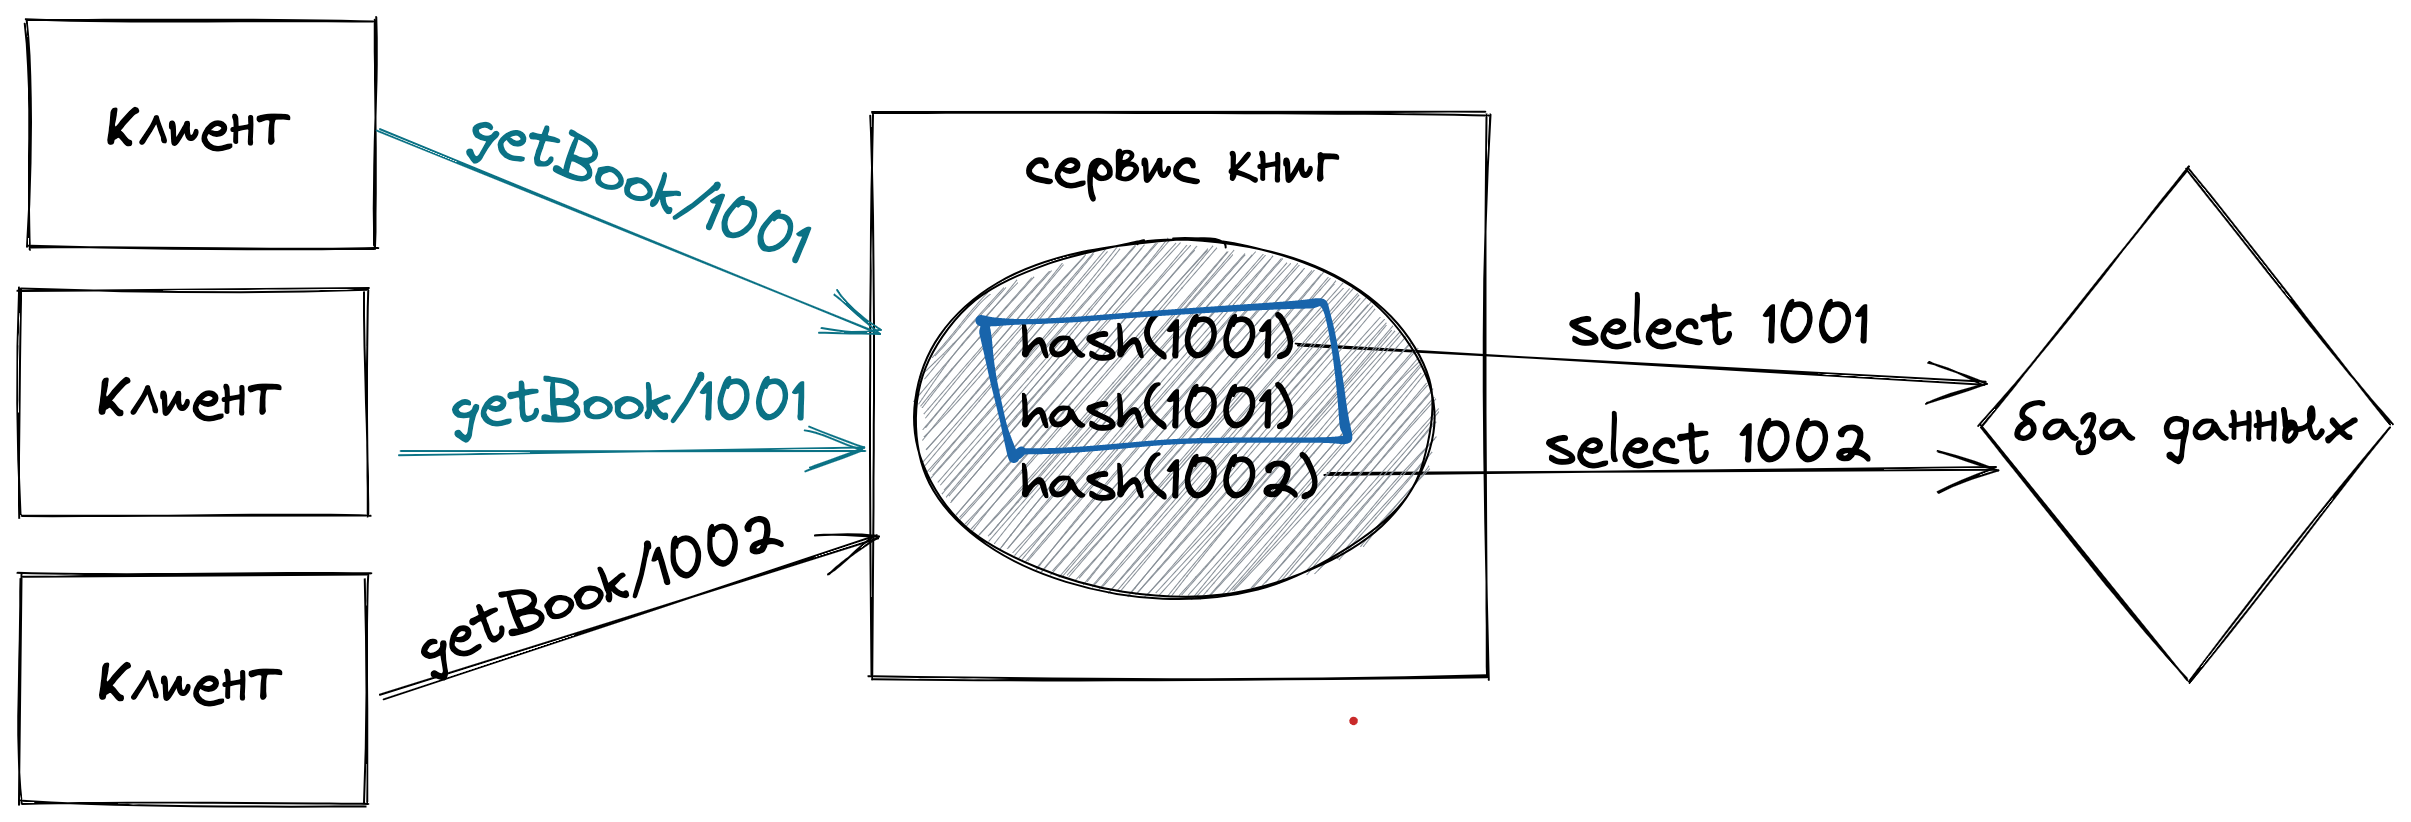 Клиент
getBook/1001
Клиент
getBook/1001
Клиент
getBook/1002
сервис книг
hash(1001)
hash(1001)
hash(1002)
select 1001
select 1002
база данных